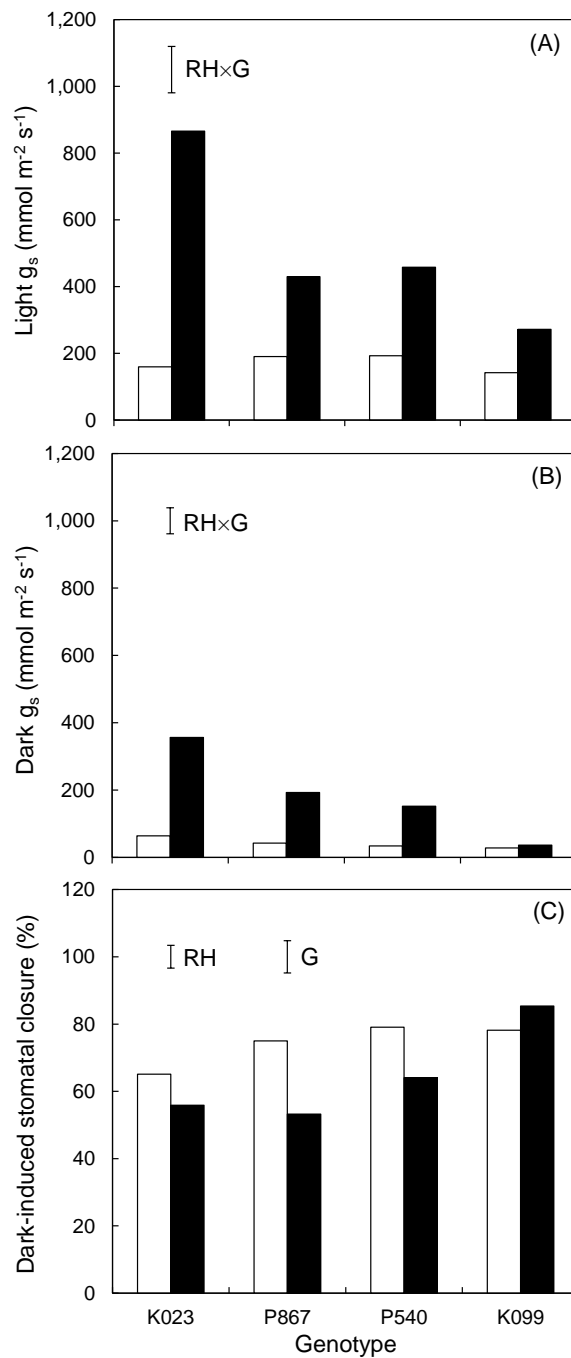 1,200
(A)
RH×G
1,000
800
600
400
200
0
Light gs (mmol m-2 s-1)
1,200
(B)
RH×G
1,000
800
600
400
200
0
Dark gs (mmol m-2 s-1)
120
(C)
100
RH G
80
60
40
20
0
Dark-induced stomatal closure (%)
K023 P867 P540 K099
Genotype